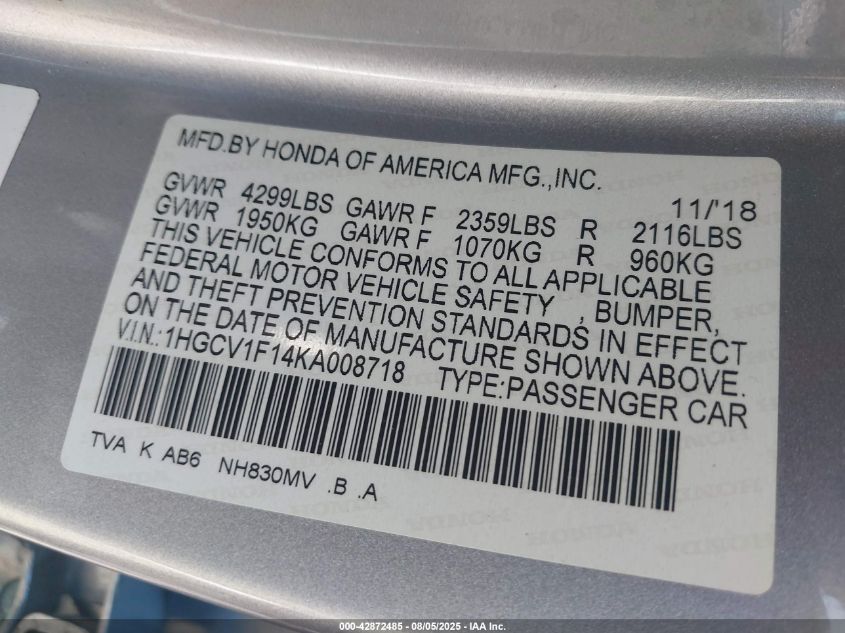 MFD.BY HONDA OF AMERICA MFG.,INC.
11/'18
GVWR 4299LBS GAWR F 2359LBS R 2116LBS
GVWR 1950KG GAWR F 1070KG R 960KG
THIS VEHICLE CONFORMS TO ALL APPLICABLE
FEDERAL MOTOR VEHICLE SAFETY , BUMPER,
AND THEFT PREVENTION STANDARDS IN EFFECT
ON THE DATE OF MANUFACTURE SHOWN ABOVE.
V.I.N.:1HGCV1F14KA008718 TYPE:PASSENGER CAR
TVA K AB6 NH830MV .B .A
000-42872485 - 08/05/2025 - IAA Inc.